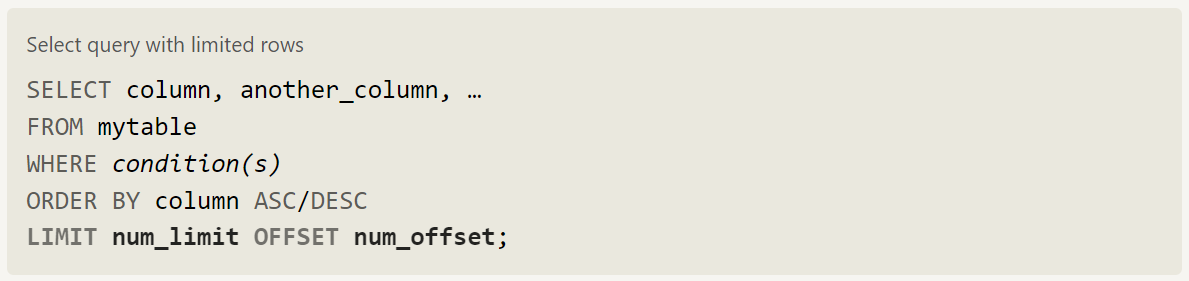 Select query with limited rows
SELECT column, another_column, …
FROM mytable
WHERE condition(s)
ORDER BY column ASC/DESC
LIMIT num_limit OFFSET num_offset;